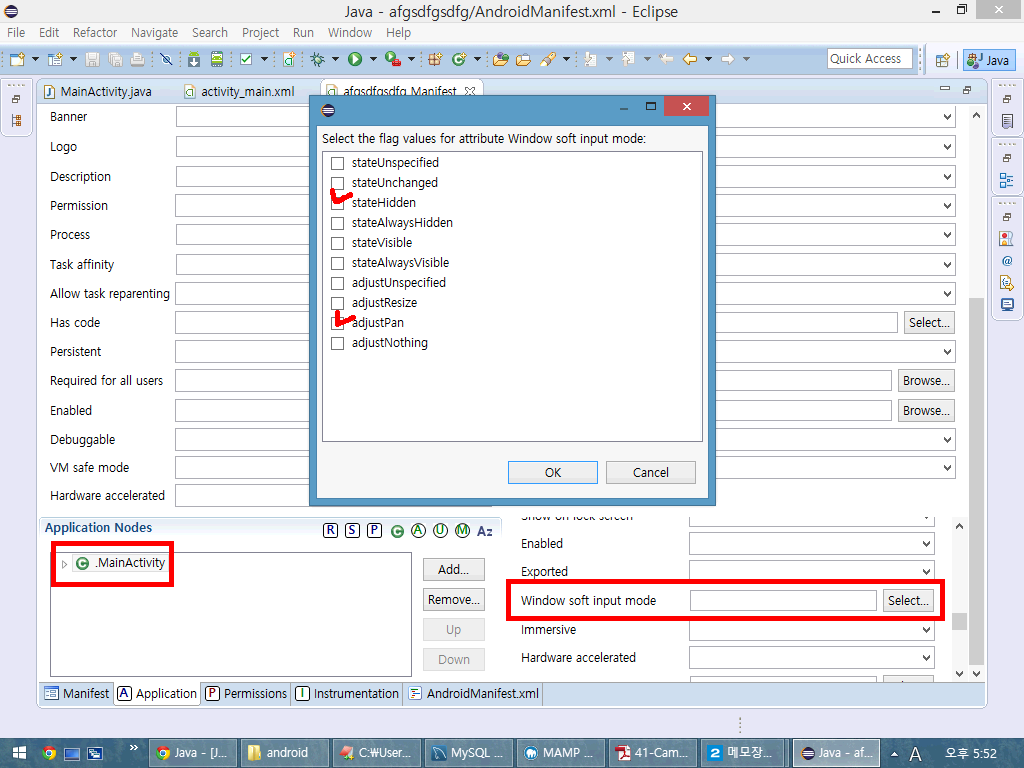 Java - afgsdfgsdfg/AndroidManifest.xml - Eclipse
File Edit Refactor Navigate Search Project Run Window Help
Quick Access
Java
MainActivity.java
activity_main.xml
afgsdfgsdfg Manifest
Banner
Logo
Description
Permission
Process
Task affinity
Allow task reparenting
Has code
Select...
Persistent
Required for all users
Browse...
Enabled
Browse...
Debuggable
VM safe mode
Hardware accelerated
Select the flag values for attribute Window soft input mode:
stateUnspecified
stateUnchanged
stateHidden
stateAlwaysHidden
stateVisible
stateAlwaysVisible
adjustUnspecified
adjustResize
adjustPan
adjustNothing
OK
Cancel
Application Nodes
R S P C A U M Az
.MainActivity
Add...
Remove...
Up
Down
Show on lock screen
Enabled
Exported
Window soft input mode
Select...
Immersive
Hardware accelerated
Manifest
A Application
P Permissions
I Instrumentation
AndroidManifest.xml
Java - [J...
android
C:₩User...
MySQL ...
MAMP ...
41-Cam...
2 메모장...
Java - af...
A
오후 5:52